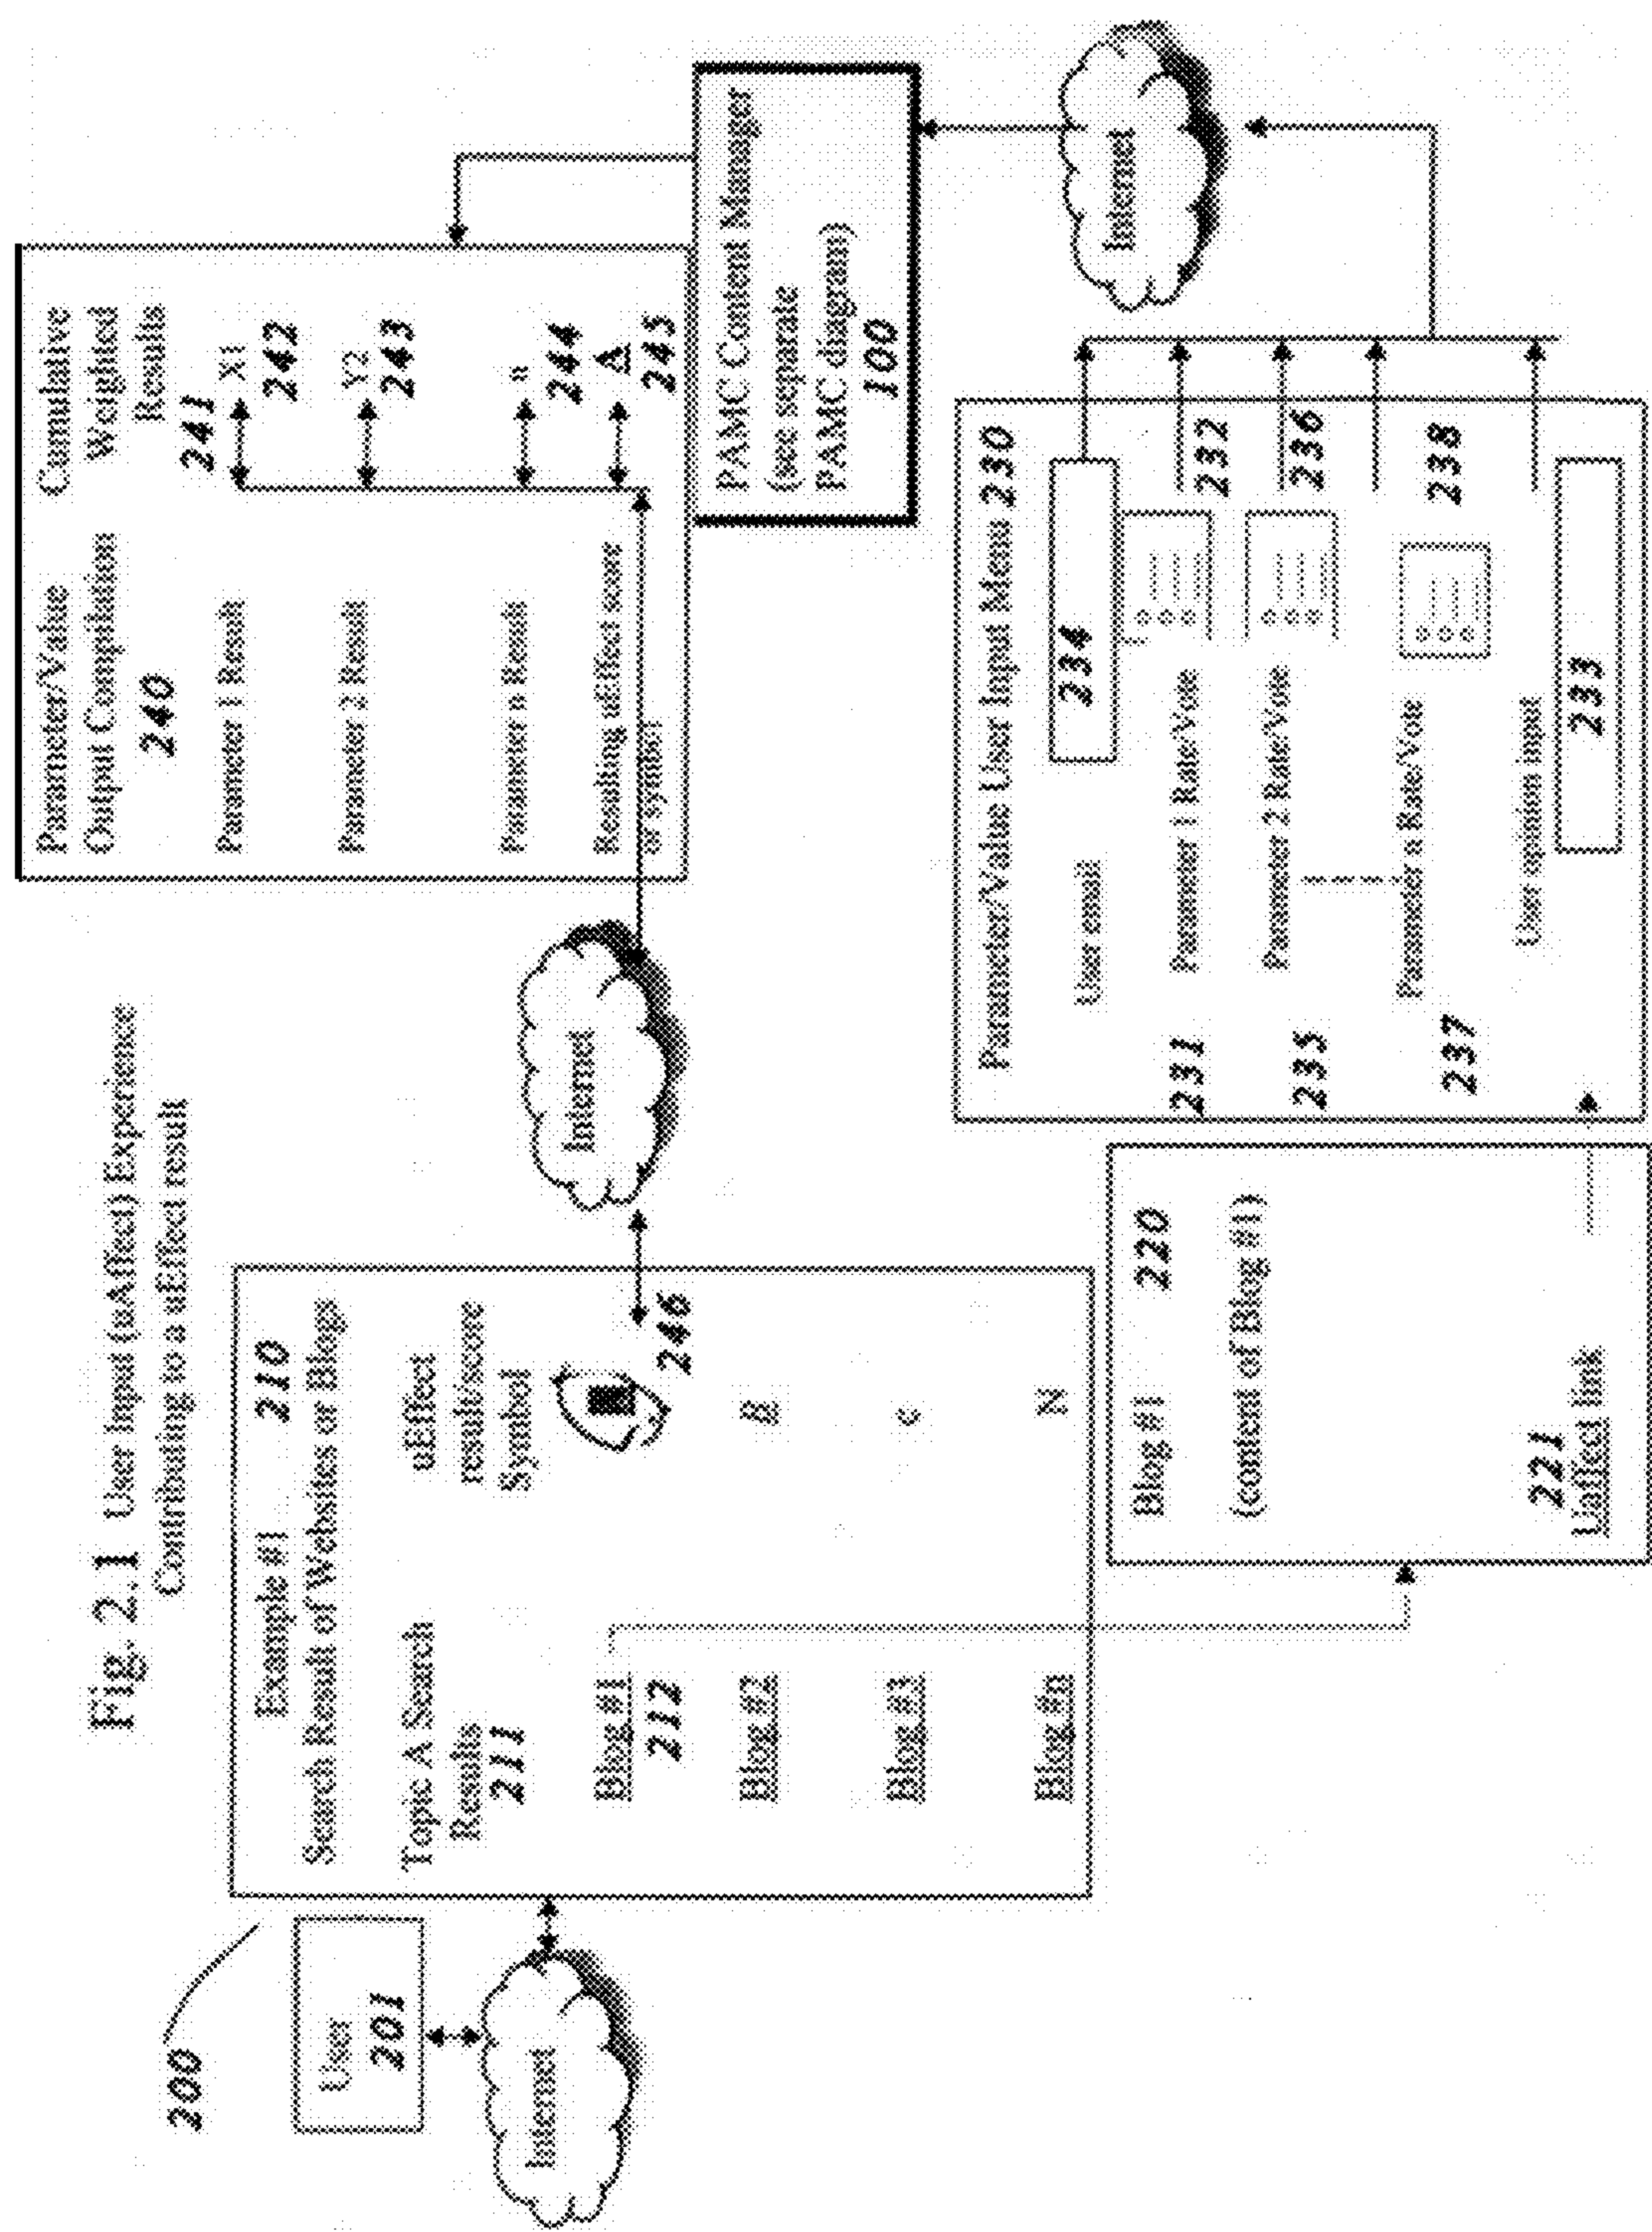 Fig. 2.1 User Input (uAffect) Experience
Contributing to a uEffect result
200
User
201
Internet
Example #1 210
Search Result of Websites or Blogs
Topic A Search
Results
211
uEffect
result/score
Symbol
Blog #1
212
246
Blog #2
B
Blog #3
c
Blog #n
N
Internet
Parameter/Value
Output Compilation
240
Cumulative
Weighted
Results
241
Parameter 1 Result
X1
242
Parameter 2 Result
Y2
243
Parameter n Result
n
244
Resulting uEffect score
or symbol
A
245
PAMC Content Manager
(see separate
PAMC diagram)
100
Blog #1 220
(content of Blog #1)
221
Uaffect link
Parameter/Value User Input Menu 230
User email
234
231
Parameter 1 Rate/Vote
232
235
Parameter 2 Rate/Vote
236
237
Parameter n Rate/Vote
238
User opinion input
233
Internet